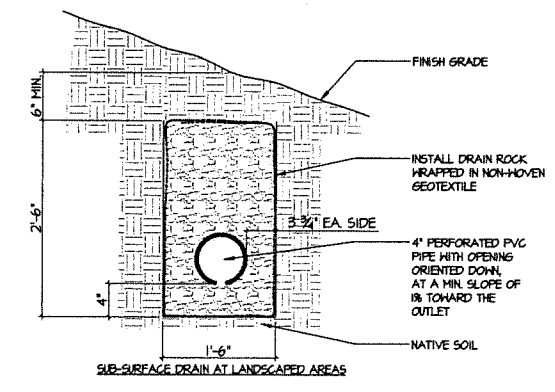 FINISH GRADE
6" MIN.
INSTALL DRAIN ROCK
WRAPPED IN NON-WOVEN
GEOTEXTILE
2'-6"
3 3/4" EA. SIDE
4" PERFORATED PVC
PIPE WITH OPENING
ORIENTED DOWN,
AT A MIN. SLOPE OF
1% TOWARD THE
OUTLET
4"
NATIVE SOIL
1'-6"
SUB-SURFACE DRAIN AT LANDSCAPED AREAS